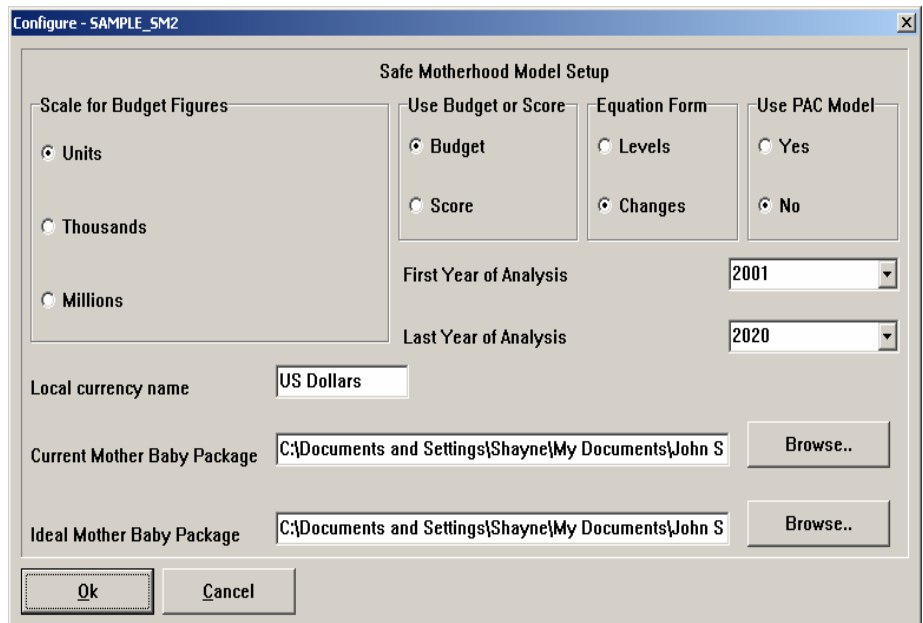 Configure - SAMPLE_SM2
Safe Motherhood Model Setup
Scale for Budget Figures
Units
Thousands
Millions
Use Budget or Score
Budget
Score
Equation Form
Levels
Changes
Use PAC Model
Yes
No
First Year of Analysis 2001
Last Year of Analysis 2020
Local currency name US Dollars
Current Mother Baby Package C:\Documents and Settings\Shayne\My Documents\John S Browse..
Ideal Mother Baby Package C:\Documents and Settings\Shayne\My Documents\John S Browse..
Ok Cancel